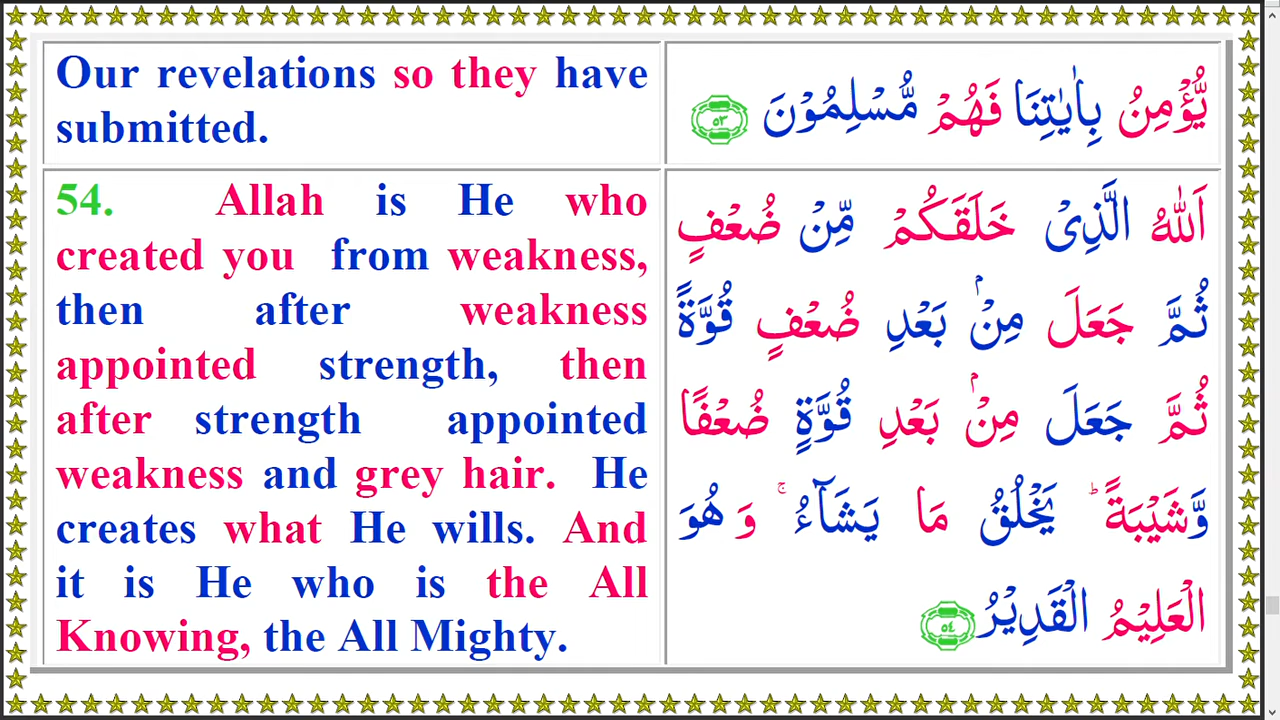 Our revelations so they have
submitted.
يُّؤْمِنُ بِاٰيٰتِنَا فَهُمْ مُّسْلِمُوْنَ ٥٣
54. Allah is He who
created you from weakness,
then after weakness
appointed strength, then
after strength appointed
weakness and grey hair. He
creates what He wills. And
it is He who is the All
Knowing, the All Mighty.
اَللّٰهُ الَّذِىْ خَلَقَكُمْ مِّنْ ضُعْفٍ
ثُمَّ جَعَلَ مِنْۢ بَعْدِ ضُعْفٍ قُوَّةً
ثُمَّ جَعَلَ مِنْۢ بَعْدِ قُوَّةٍ ضُعْفًا
وَّشَيْبَةً ؕ يَخْلُقُ مَا يَشَآءُ ۚ وَ هُوَ
الْعَلِيْمُ الْقَدِيْرُ ٥٤